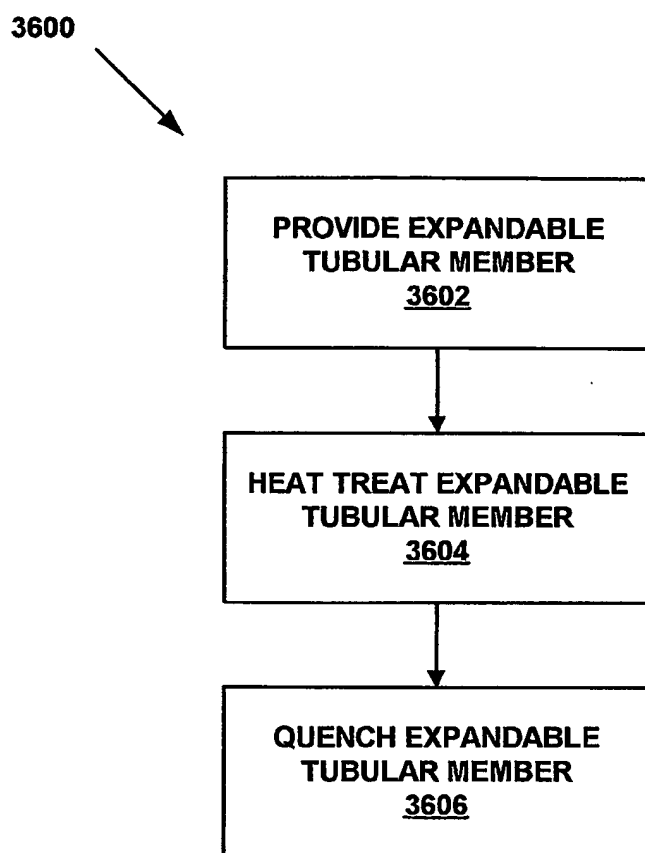 3600
PROVIDE EXPANDABLE
TUBULAR MEMBER
3602
HEAT TREAT EXPANDABLE
TUBULAR MEMBER
3604
QUENCH EXPANDABLE
TUBULAR MEMBER
3606